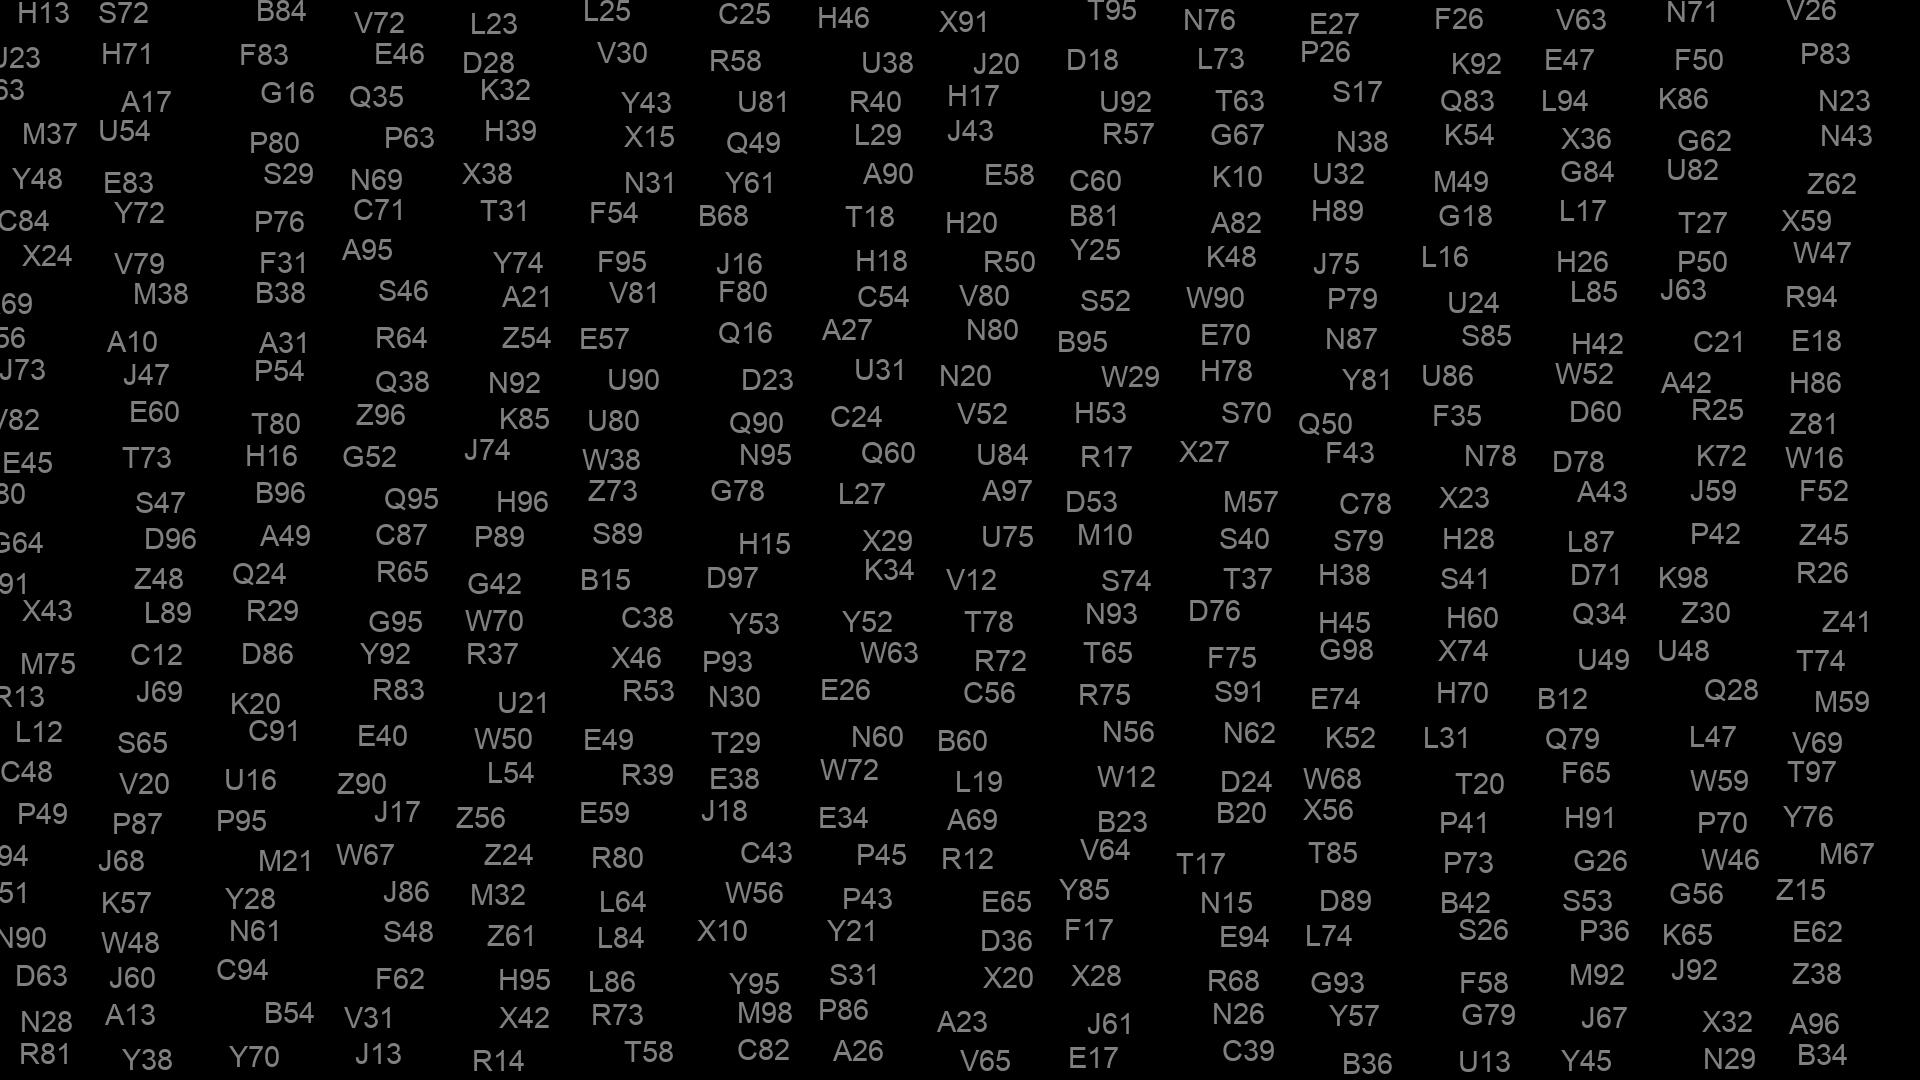 H13 S72 B84 V72 L23 L25 C25 H46 X91 T95 N76 E27 F26 V63 N71 V26
J23 H71 F83 E46 D28 V30 R58 U38 J20 D18 L73 P26 K92 E47 F50 P83
63 A17 G16 Q35 K32 Y43 U81 R40 H17 U92 T63 S17 Q83 L94 K86 N23
M37 U54 P80 P63 H39 X15 Q49 L29 J43 R57 G67 N38 K54 X36 G62 N43
Y48 E83 S29 N69 X38 N31 Y61 A90 E58 C60 K10 U32 M49 G84 U82 Z62
C84 Y72 P76 C71 T31 F54 B68 T18 H20 B81 A82 H89 G18 L17 T27 X59
X24 V79 F31 A95 Y74 F95 J16 H18 R50 Y25 K48 J75 L16 H26 P50 W47
69 M38 B38 S46 A21 V81 F80 C54 V80 S52 W90 P79 U24 L85 J63 R94
56 A10 A31 R64 Z54 E57 Q16 A27 N80 B95 E70 N87 S85 H42 C21 E18
J73 J47 P54 Q38 N92 U90 D23 U31 N20 W29 H78 Y81 U86 W52 A42 H86
V82 E60 T80 Z96 K85 U80 Q90 C24 V52 H53 S70 Q50 F35 D60 R25 Z81
E45 T73 H16 G52 J74 W38 N95 Q60 U84 R17 X27 F43 N78 D78 K72 W16
80 S47 B96 Q95 H96 Z73 G78 L27 A97 D53 M57 C78 X23 A43 J59 F52
G64 D96 A49 C87 P89 S89 H15 X29 U75 M10 S40 S79 H28 L87 P42 Z45
91 Z48 Q24 R65 G42 B15 D97 K34 V12 S74 T37 H38 S41 D71 K98 R26
X43 L89 R29 G95 W70 C38 Y53 Y52 T78 N93 D76 H45 H60 Q34 Z30 Z41
M75 C12 D86 Y92 R37 X46 P93 W63 R72 T65 F75 G98 X74 U49 U48 T74
R13 J69 K20 R83 U21 R53 N30 E26 C56 R75 S91 E74 H70 B12 Q28 M59
L12 S65 C91 E40 W50 E49 T29 N60 B60 N56 N62 K52 L31 Q79 L47 V69
C48 V20 U16 Z90 L54 R39 E38 W72 L19 W12 D24 W68 T20 F65 W59 T97
P49 P87 P95 J17 Z56 E59 J18 E34 A69 B23 B20 X56 P41 H91 P70 Y76
94 J68 M21 W67 Z24 R80 C43 P45 R12 V64 T17 T85 P73 G26 W46 M67
51 K57 Y28 J86 M32 L64 W56 P43 E65 Y85 N15 D89 B42 S53 G56 Z15
N90 W48 N61 S48 Z61 L84 X10 Y21 D36 F17 E94 L74 S26 P36 K65 E62
D63 J60 C94 F62 H95 L86 Y95 S31 X20 X28 R68 G93 F58 M92 J92 Z38
N28 A13 B54 V31 X42 R73 M98 P86 A23 J61 N26 Y57 G79 J67 X32 A96
R81 Y38 Y70 J13 R14 T58 C82 A26 V65 E17 C39 B36 U13 Y45 N29 B34